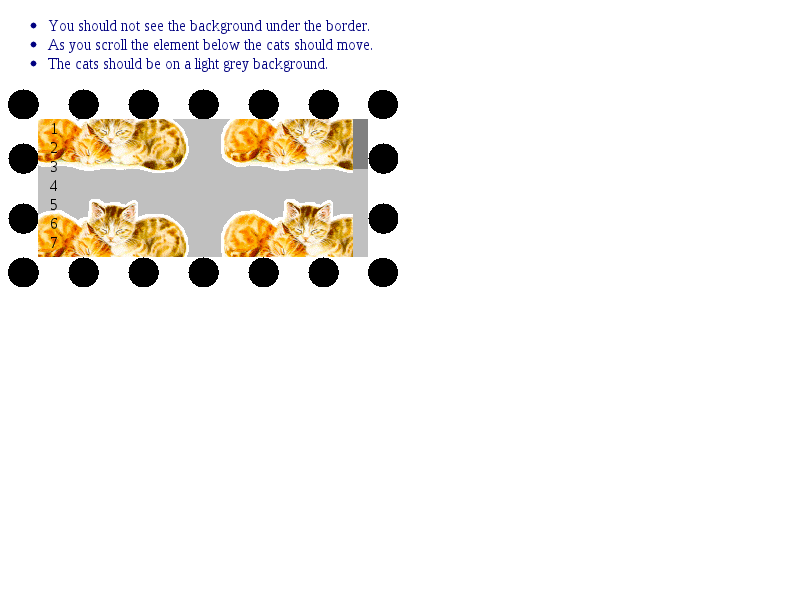 You should not see the background under the border.
As you scroll the element below the cats should move.
The cats should be on a light grey background.
1
2
3
4
5
6
7